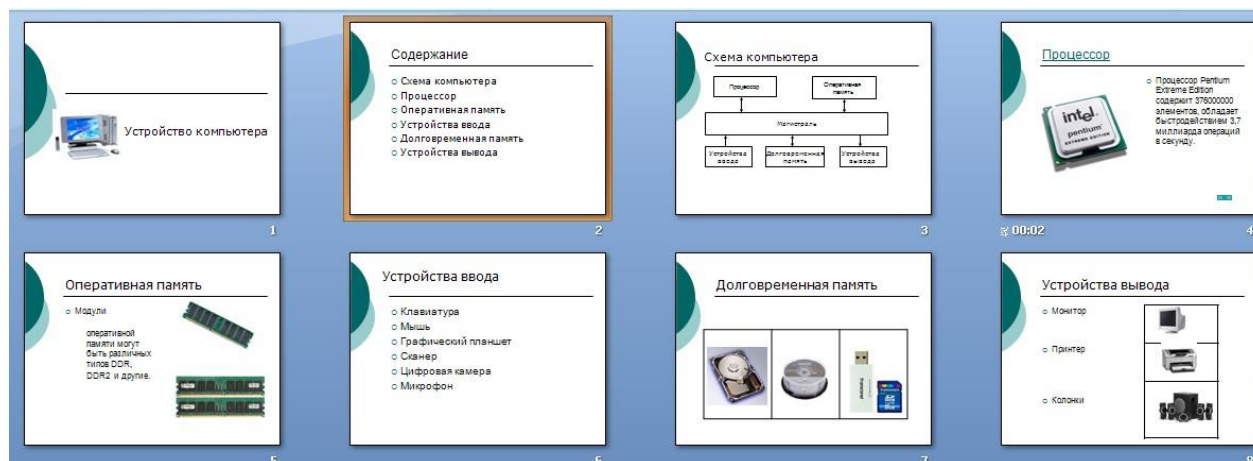 Устройство компьютера
1
Содержание
Схема компьютера
Процессор
Оперативная память
Устройства ввода
Долговременная память
Устройства вывода
2
Схема компьютера
Процессор
Оперативная
память
Магистраль
Устройства
ввода
Долговременная
память
Устройства
вывода
3
Процессор
Процессор Pentium
Extreme Edition
содержит 376000000
элементов, обладает
быстродействием 3,7
миллиарда операций
в секунду.
intel
pentium
EXTREME EDITION
00:02
4
Оперативная память
Модули
оперативной
памяти могут
быть различных
типов DDR,
DDR2 и другие.
5
Устройства ввода
Клавиатура
Мышь
Графический планшет
Сканер
Цифровая камера
Микрофон
6
Долговременная память
7
Устройства вывода
Монитор
Принтер
Колонки
8